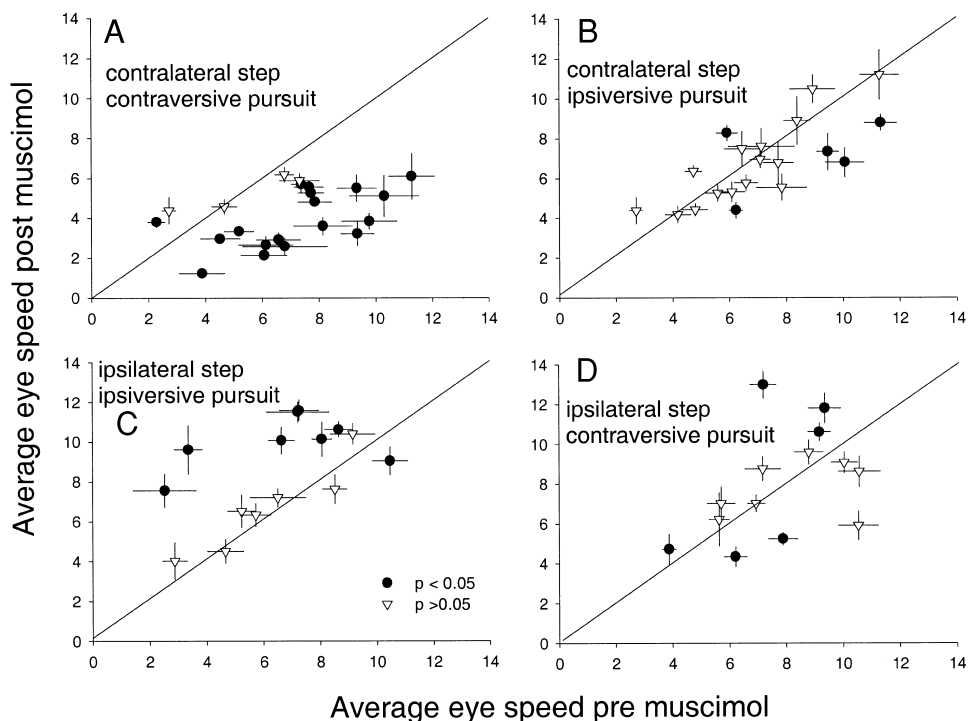 A
contralateral step
contraversive pursuit
14
12
10
8
6
4
2
0
0 2 4 6 8 10 12 14
B
contralateral step
ipsiversive pursuit
14
12
10
8
6
4
2
0
0 2 4 6 8 10 12 14
Average eye speed post muscimol
ipsilateral step
ipsiversive pursuit
C
14
12
10
8
6
4
2
0
p < 0.05
p >0.05
0 2 4 6 8 10 12 14
D
ipsilateral step
contraversive pursuit
14
12
10
8
6
4
2
0
0 2 4 6 8 10 12 14
Average eye speed pre muscimol